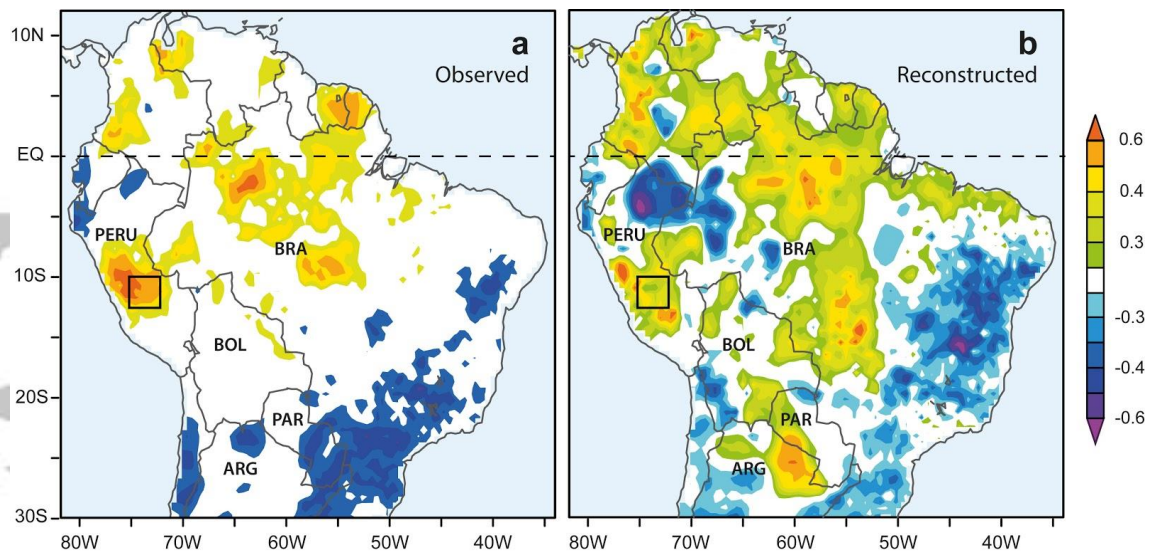 a
Observed
b
Reconstructed
10N
EQ
10S
20S
30S
PERU
BRA
BOL
PAR
ARG
PERU
BRA
BOL
PAR
ARG
80W 70W 60W 50W 40W
80W 70W 60W 50W 40W
0.6
0.4
0.3
-0.3
-0.4
-0.6